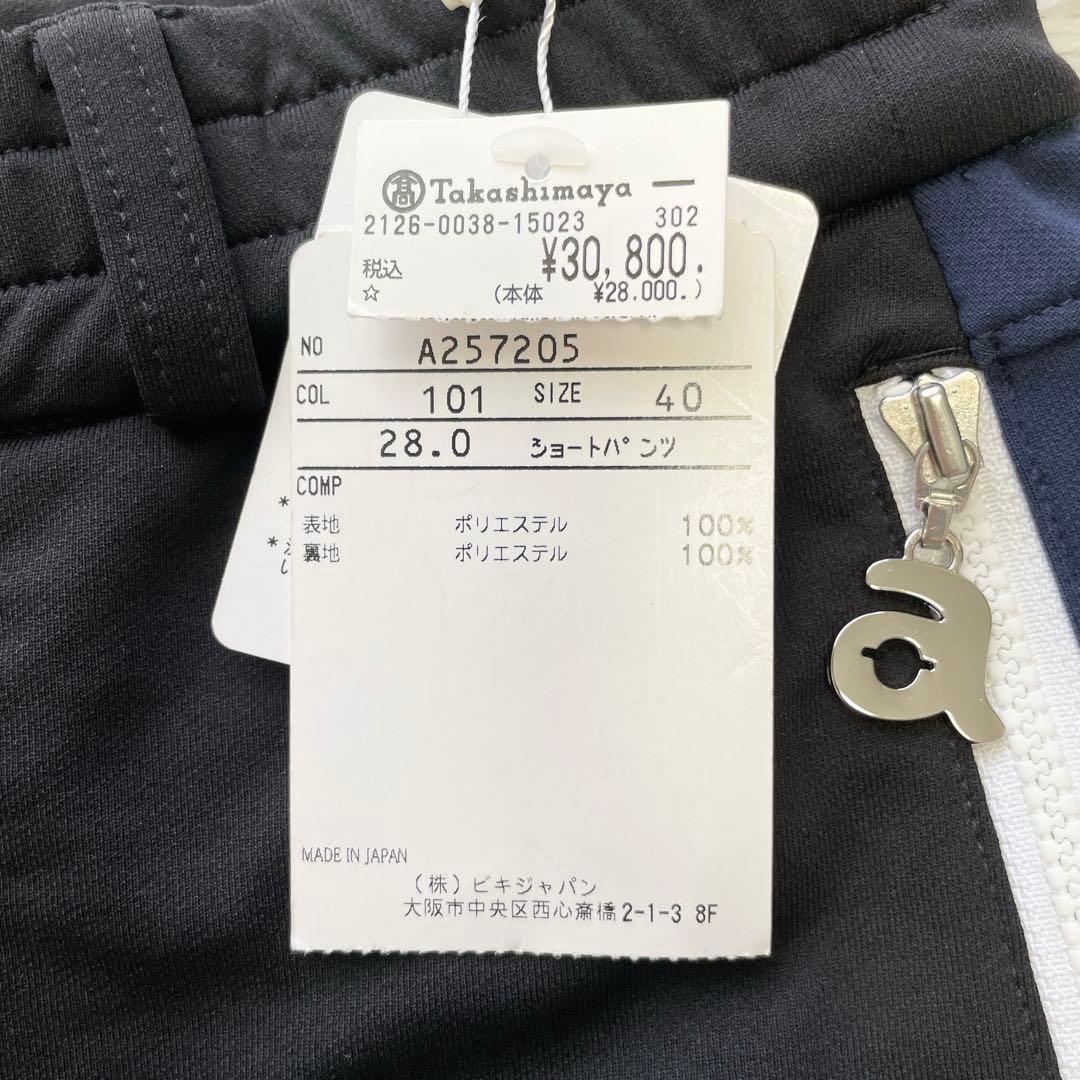 髙 Takashimaya
2126-0038-15023 302
税込 ¥30,800.
☆ (本体 ¥28,000.)
NO A257205
COL 101 SIZE 40
28.0 ショートパンツ
COMP
表地 ポリエステル 100%
裏地 ポリエステル 100%
*
*
MADE IN JAPAN
(株)ビキジャパン
大阪市中央区西心斎橋2-1-3 8F
a